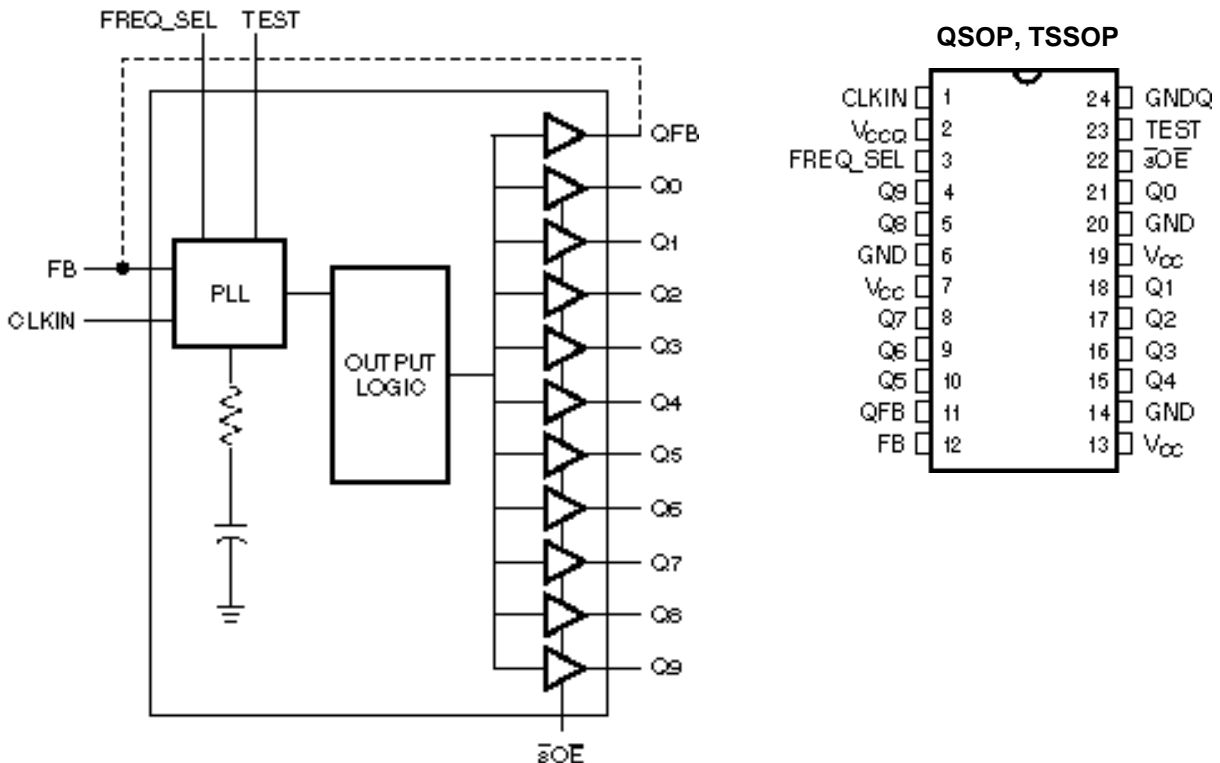 FREQ_SEL TEST
QFB
Q0
Q1
Q2
Q3
Q4
Q5
Q6
Q7
Q8
Q9
FB
CLKIN
PLL
OUTPUT
LOGIC
s̅O̅E̅
QSOP, TSSOP
CLKIN 1 24 GNDQ
VCCQ 2 23 TEST
FREQ_SEL 3 22 s̅O̅E̅
Q9 4 21 Q0
Q8 5 20 GND
GND 6 19 VCC
VCC 7 18 Q1
Q7 8 17 Q2
Q6 9 16 Q3
Q5 10 15 Q4
QFB 11 14 GND
FB 12 13 VCC